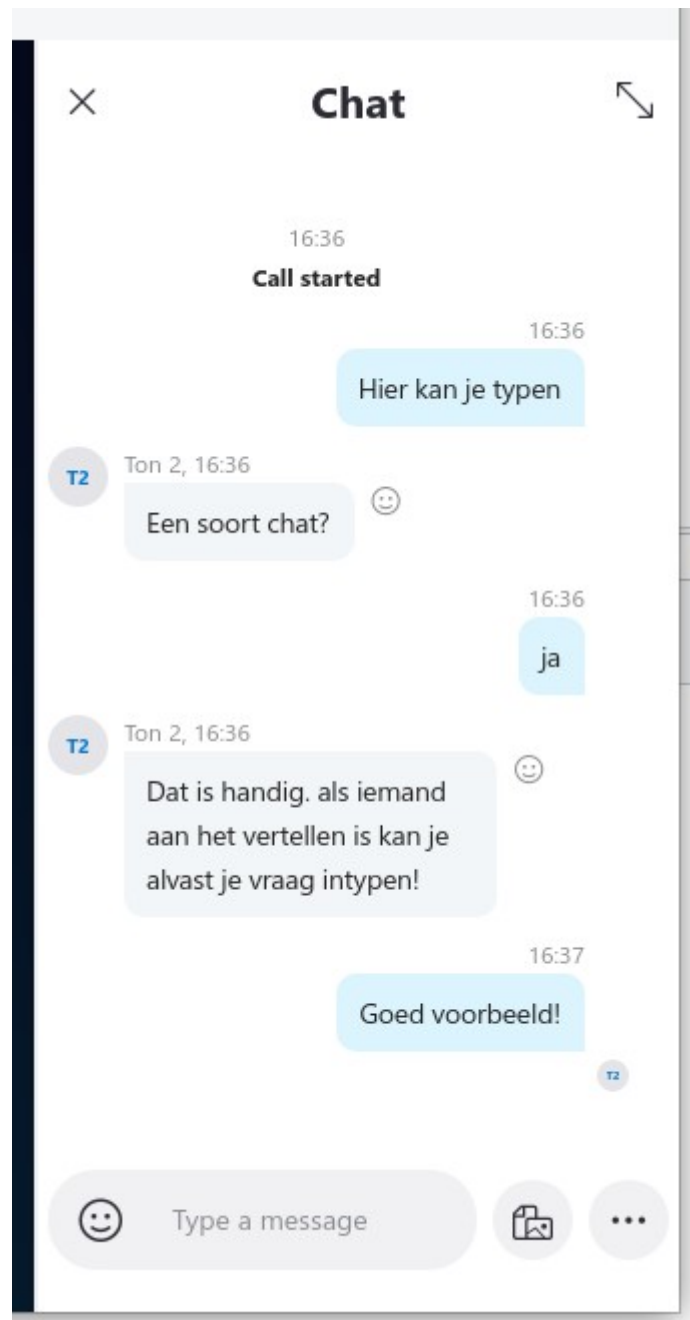 Chat
16:36
Call started
16:36
Hier kan je typen
Ton 2, 16:36
T2
Een soort chat?
16:36
ja
Ton 2, 16:36
T2
Dat is handig. als iemand
aan het vertellen is kan je
alvast je vraag intypen!
16:37
Goed voorbeeld!
T2
Type a message